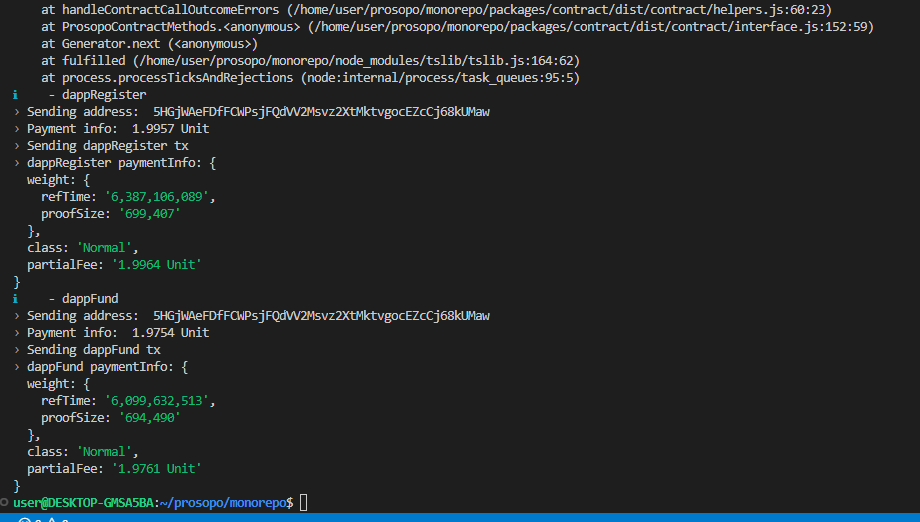 at handleContractCallOutcomeErrors (/home/user/prosopo/monorepo/packages/contract/dist/contract/helpers.js:60:23)
at ProsopoContractMethods.<anonymous> (/home/user/prosopo/monorepo/packages/contract/dist/contract/interface.js:152:59)
at Generator.next (<anonymous>)
at fulfilled (/home/user/prosopo/monorepo/node_modules/tslib/tslib.js:164:62)
at process.processTicksAndRejections (node:internal/process/task_queues:95:5)
ℹ - dappRegister
› Sending address:  5HGjWAeFDfFCWPsjFQdVV2Msvz2XtMktvgocEZcCj68kUMaw
› Payment info:  1.9957 Unit
› Sending dappRegister tx
› dappRegister paymentInfo: {
weight: {
refTime: '6,387,106,089',
proofSize: '699,407'
},
class: 'Normal',
partialFee: '1.9964 Unit'
}
ℹ - dappFund
› Sending address:  5HGjWAeFDfFCWPsjFQdVV2Msvz2XtMktvgocEZcCj68kUMaw
› Payment info:  1.9754 Unit
› Sending dappFund tx
› dappFund paymentInfo: {
weight: {
refTime: '6,099,632,513',
proofSize: '694,490'
},
class: 'Normal',
partialFee: '1.9761 Unit'
}
user@DESKTOP-GMSA5BA:~/prosopo/monorepo$